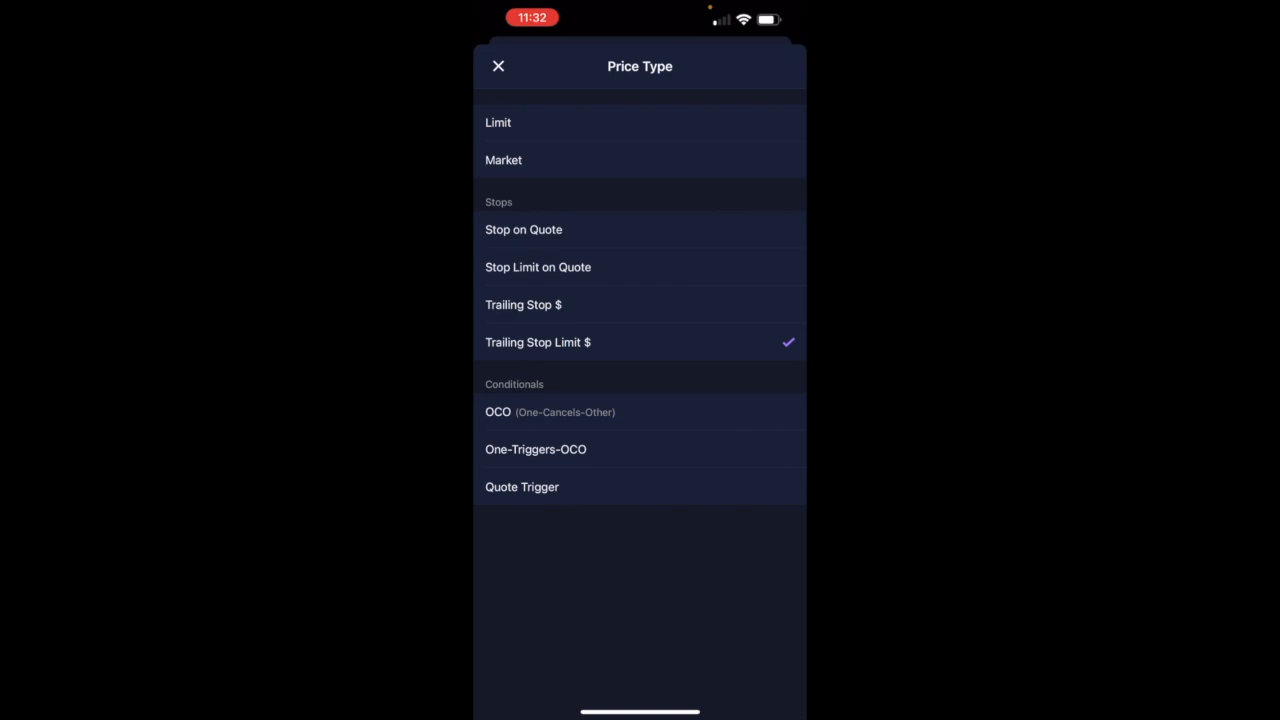 11:32
Price Type
Limit
Market
Stops
Stop on Quote
Stop Limit on Quote
Trailing Stop $
Trailing Stop Limit $
Conditionals
OCO (One-Cancels-Other)
One-Triggers-OCO
Quote Trigger